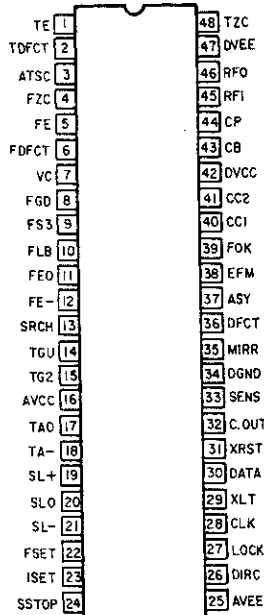 TE 1 48 TZC
TDFCT 2 47 DVEE
ATSC 3 46 RFO
FZC 4 45 RFI
FE 5 44 CP
FDFCT 6 43 CB
VC 7 42 DVCC
FGD 8 41 CC2
FS3 9 40 CC1
FLB 10 39 FOK
FEO 11 38 EFM
FE- 12 37 ASY
SRCH 13 36 DFCT
TGU 14 35 MIRR
TG2 15 34 DGND
AVCC 16 33 SENS
TAO 17 32 C.OUT
TA- 18 31 XRST
SL+ 19 30 DATA
SLO 20 29 XLT
SL- 21 28 CLK
FSET 22 27 LOCK
ISET 23 26 DIRC
SSTOP 24 25 AVEE